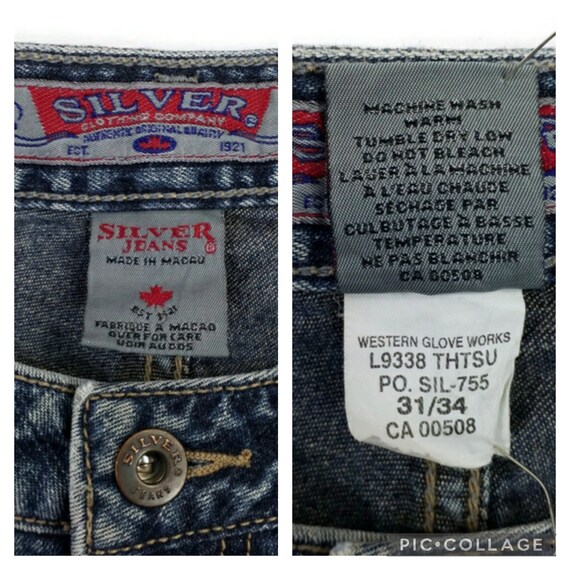 SILVER®
CLOTHING COMPANY
AUTHENTIC ORIGINAL QUALITY
EST. 1921
SILVER
JEANS®
MADE IN MACAU
EST 1921
FABRIQUÉ A MACAO
OVER FOR CARE
VOIR AU DOS
SILVER
JEANS
MACHINE WASH
WARM
TUMBLE DRY LOW
DO NOT BLEACH
LAVER À LA MACHINE
À L'EAU CHAUDE
SÉCHAGE PAR
CULBUTAGE À BASSE
TEMPERATURE
NE PAS BLANCHIR
CA 00508
WESTERN GLOVE WORKS
L9338 THTSU
PO. SIL-755
31/34
CA 00508
PIC•COLLAGE